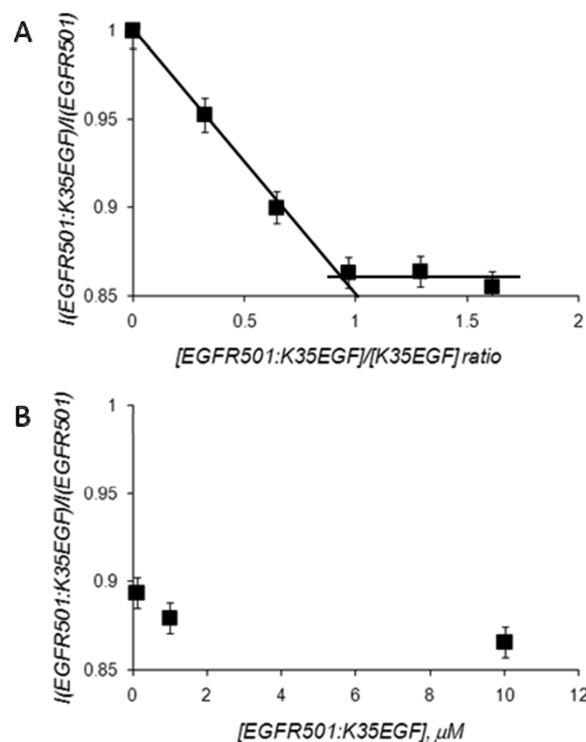 A
I(EGFR501:K35EGF)/I(EGFR501)
1
0.95
0.9
0.85
0 0.5 1 1.5 2
[EGFR501:K35EGF]/[K35EGF] ratio
B
I(EGFR501:K35EGF)/I(EGFR501)
1
0.95
0.9
0.85
0 2 4 6 8 10 12
[EGFR501:K35EGF], μM